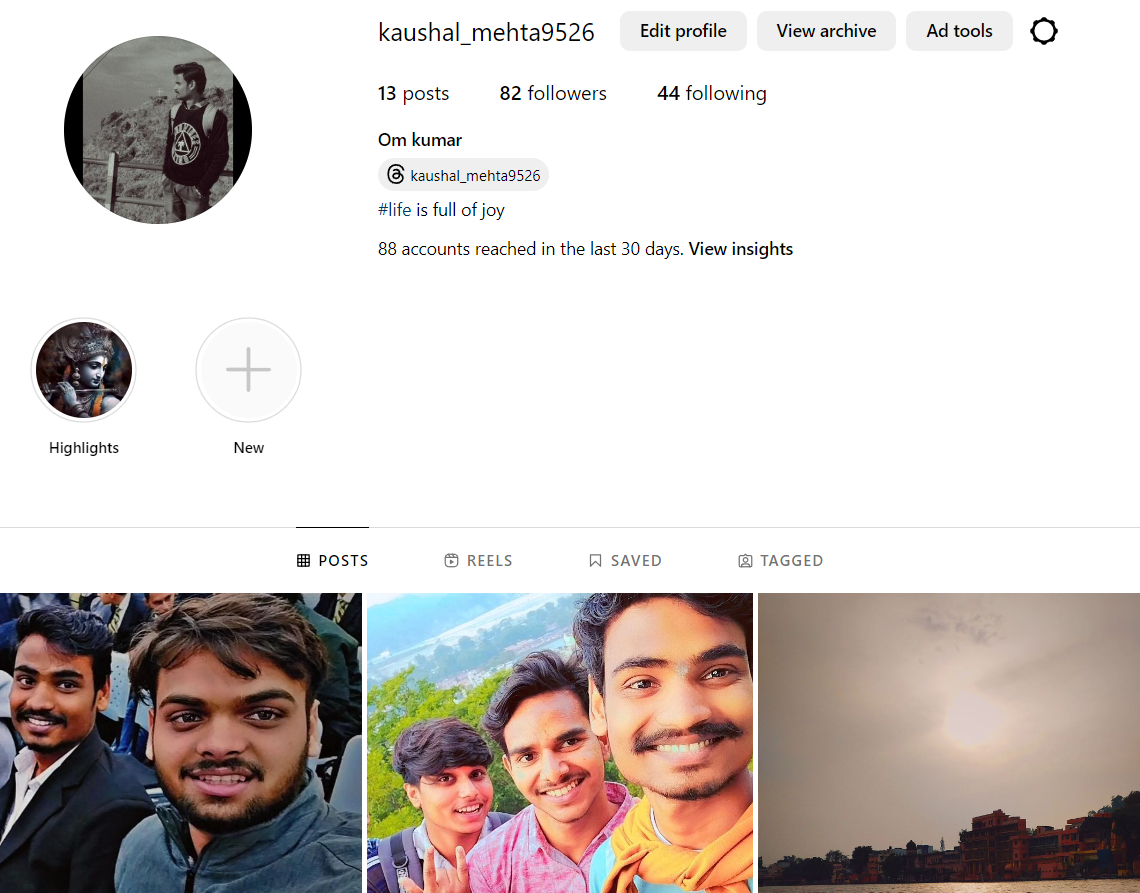 kaushal_mehta9526 Edit profile View archive Ad tools
13 posts 82 followers 44 following
Om kumar
kaushal_mehta9526
#life is full of joy
88 accounts reached in the last 30 days. View insights
Highlights New
POSTS REELS SAVED TAGGED